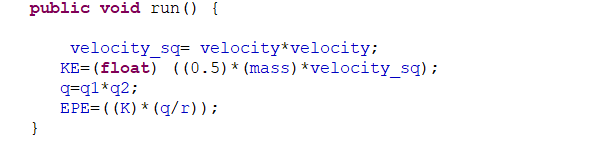 public void run() {
velocity_sq= velocity*velocity;
KE=(float) ((0.5)*(mass)*velocity_sq);
q=q1*q2;
EPE=((K)*(q/r));
}